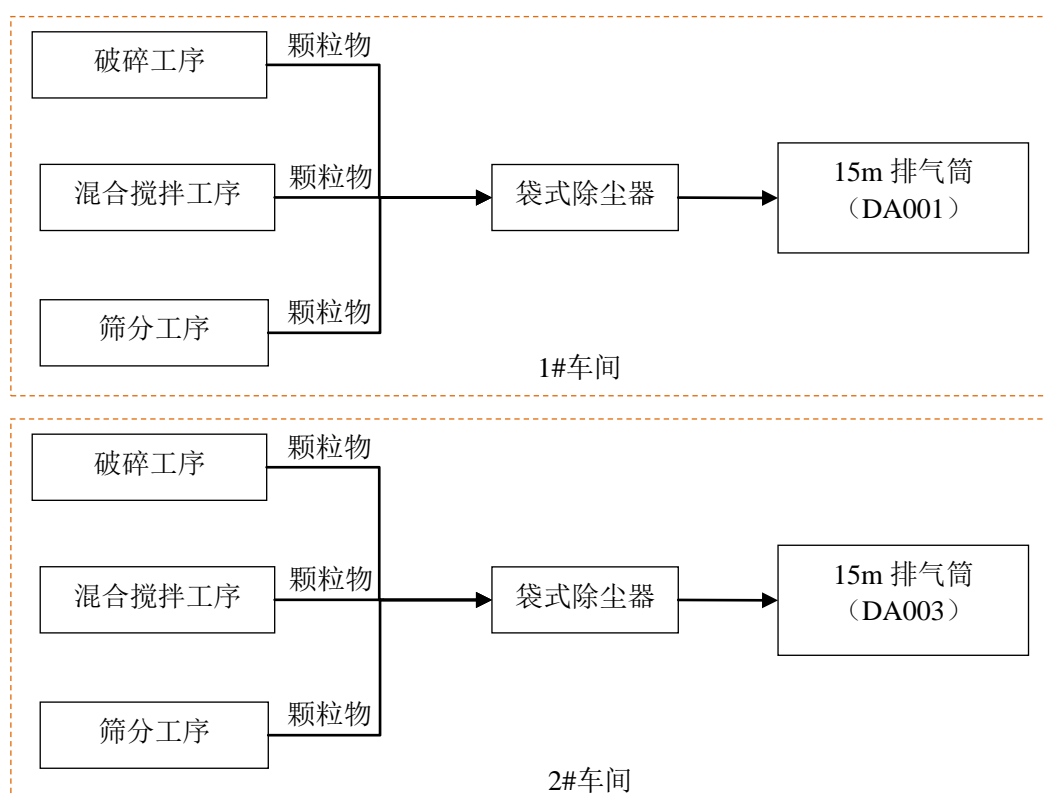 颗粒物
破碎工序
颗粒物
混合搅拌工序
袋式除尘器
15m 排气筒
（DA001）
颗粒物
筛分工序
1#车间
颗粒物
破碎工序
颗粒物
混合搅拌工序
袋式除尘器
15m 排气筒
（DA003）
颗粒物
筛分工序
2#车间